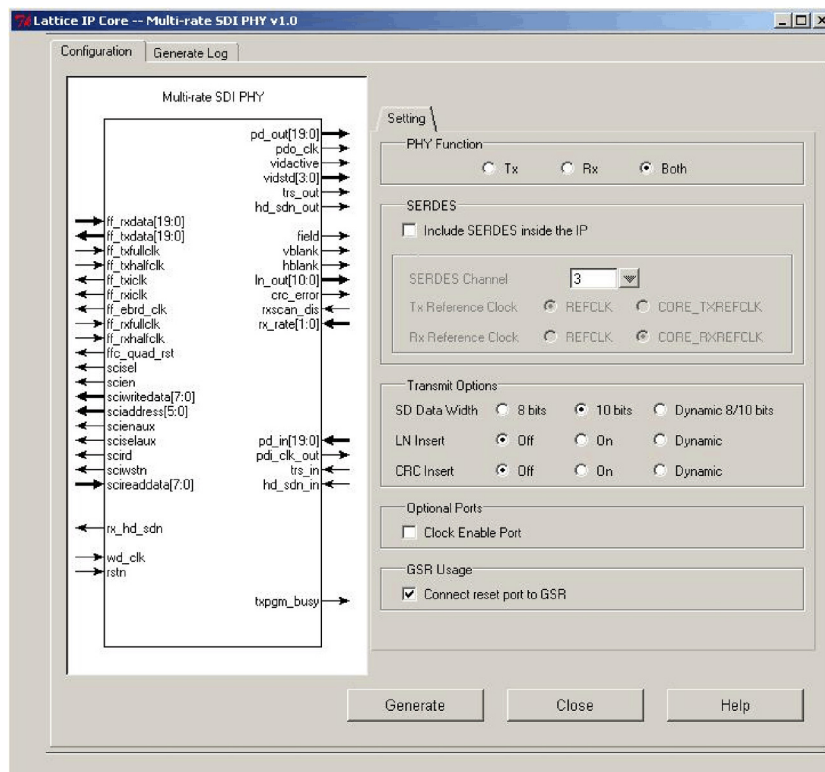 Lattice IP Core -- Multi-rate SDI PHY v1.0
Configuration
Generate Log
Multi-rate SDI PHY
pd_out[19:0]
pdo_clk
vidactive
vidstd[3:0]
trs_out
hd_sdn_out
ff_rxdata[19:0]
ff_txdata[19:0]
ff_txfullclk
ff_txhalfclk
ff_txiclk
ff_rxiclk
ff_ebrd_clk
ff_rxfullclk
ff_rxhalfclk
ffc_quad_rst
scisel
scien
sciwritedata[7:0]
sciaddress[5:0]
scienaux
sciselaux
scird
sciwstn
scireaddata[7:0]
rx_hd_sdn
wd_clk
rstn
field
vblank
hblank
ln_out[10:0]
crc_error
rxscan_dis
rx_rate[1:0]
pd_in[19:0]
pdi_clk_out
trs_in
hd_sdn_in
txpgm_busy
Setting
PHY Function
Tx Rx Both
SERDES
Include SERDES inside the IP
SERDES Channel 3
Tx Reference Clock REFCLK CORE_TXREFCLK
Rx Reference Clock REFCLK CORE_RXREFCLK
Transmit Options
SD Data Width 8 bits 10 bits Dynamic 8/10 bits
LN Insert Off On Dynamic
CRC Insert Off On Dynamic
Optional Ports
Clock Enable Port
GSR Usage
Connect reset port to GSR
Generate Close Help